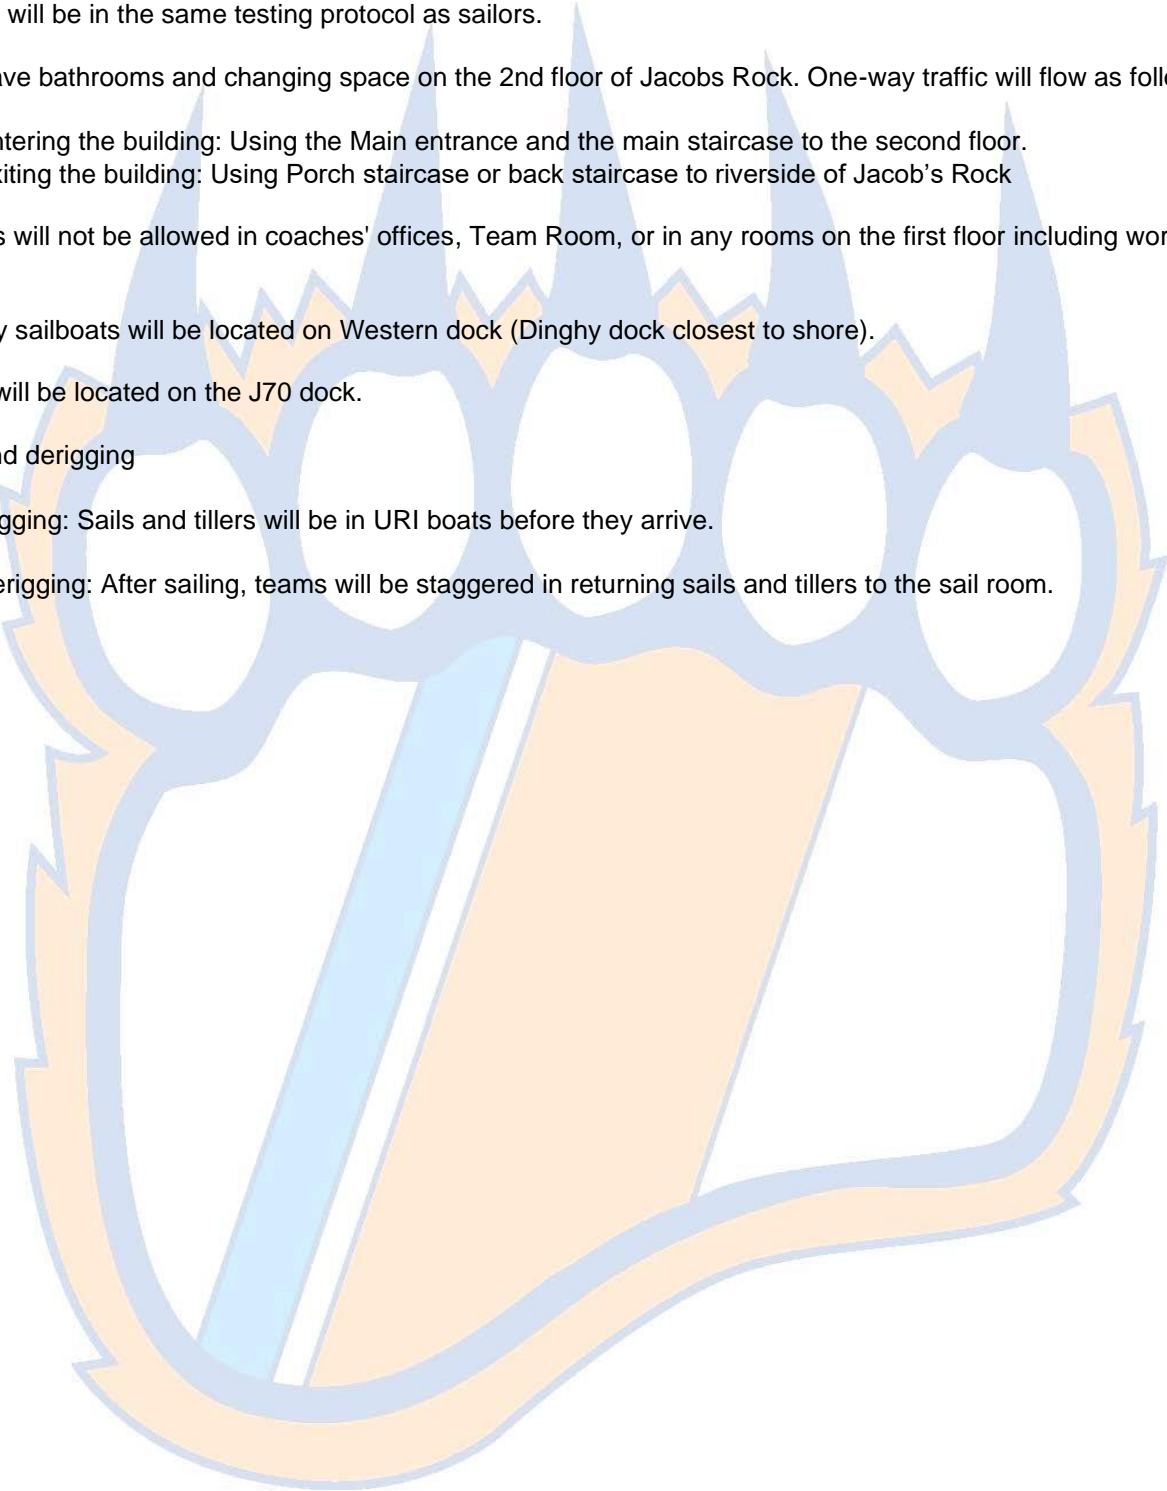 will be in the same testing protocol as sailors.
ave bathrooms and changing space on the 2nd floor of Jacobs Rock. One-way traffic will flow as follo
ntering the building: Using the Main entrance and the main staircase to the second floor.
xiting the building: Using Porch staircase or back staircase to riverside of Jacob’s Rock
s will not be allowed in coaches' offices, Team Room, or in any rooms on the first floor including wor
y sailboats will be located on Western dock (Dinghy dock closest to shore).
will be located on the J70 dock.
nd derigging
gging: Sails and tillers will be in URI boats before they arrive.
erigging: After sailing, teams will be staggered in returning sails and tillers to the sail room.